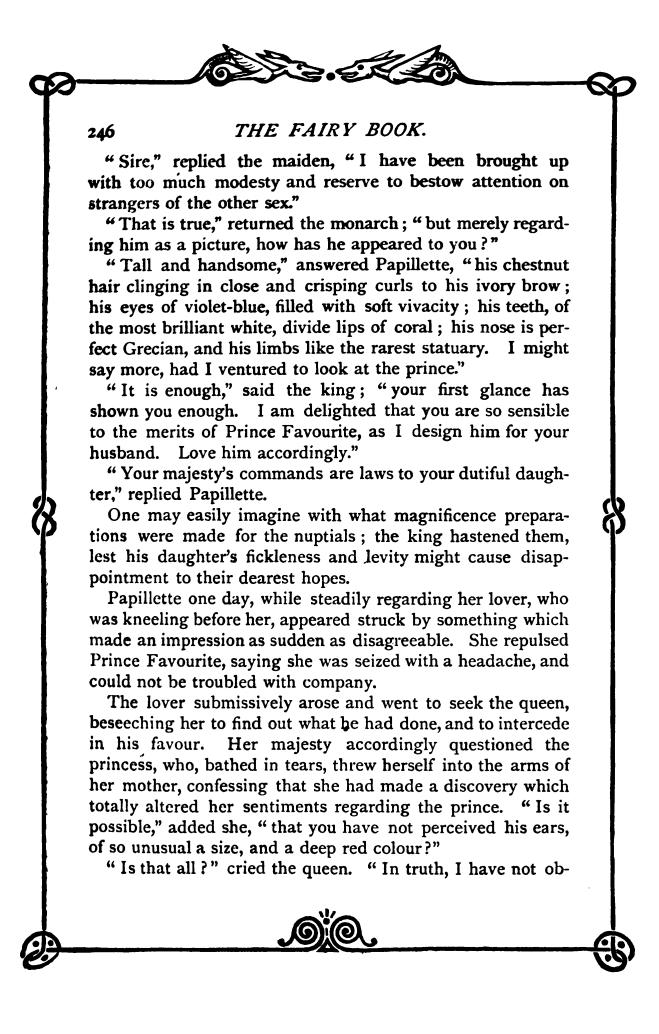 246 THE FAIRY BOOK.
“Sire,” replied the maiden, “I have been brought up
with too much modesty and reserve to bestow attention on
strangers of the other sex.”
“That is true,” returned the monarch; “but merely regard-
ing him as a picture, how has he appeared to you?”
“Tall and handsome,” answered Papillette, “his chestnut
hair clinging in close and crisping curls to his ivory brow;
his eyes of violet-blue, filled with soft vivacity; his teeth, of
the most brilliant white, divide lips of coral; his nose is per-
fect Grecian, and his limbs like the rarest statuary. I might
say more, had I ventured to look at the prince.”
“It is enough,” said the king; “your first glance has
shown you enough. I am delighted that you are so sensible
to the merits of Prince Favourite, as I design him for your
husband. Love him accordingly.”
“Your majesty’s commands are laws to your dutiful daugh-
ter,” replied Papillette.
One may easily imagine with what magnificence prepara-
tions were made for the nuptials; the king hastened them,
lest his daughter’s fickleness and levity might cause disap-
pointment to their dearest hopes.
Papillette one day, while steadily regarding her lover, who
was kneeling before her, appeared struck by something which
made an impression as sudden as disagreeable. She repulsed
Prince Favourite, saying she was seized with a headache, and
could not be troubled with company.
The lover submissively arose and went to seek the queen,
beseeching her to find out what he had done, and to intercede
in his favour. Her majesty accordingly questioned the
princess, who, bathed in tears, threw herself into the arms of
her mother, confessing that she had made a discovery which
totally altered her sentiments regarding the prince. “Is it
possible,” added she, “that you have not perceived his ears,
of so unusual a size, and a deep red colour?”
“Is that all?” cried the queen. “In truth, I have not ob-